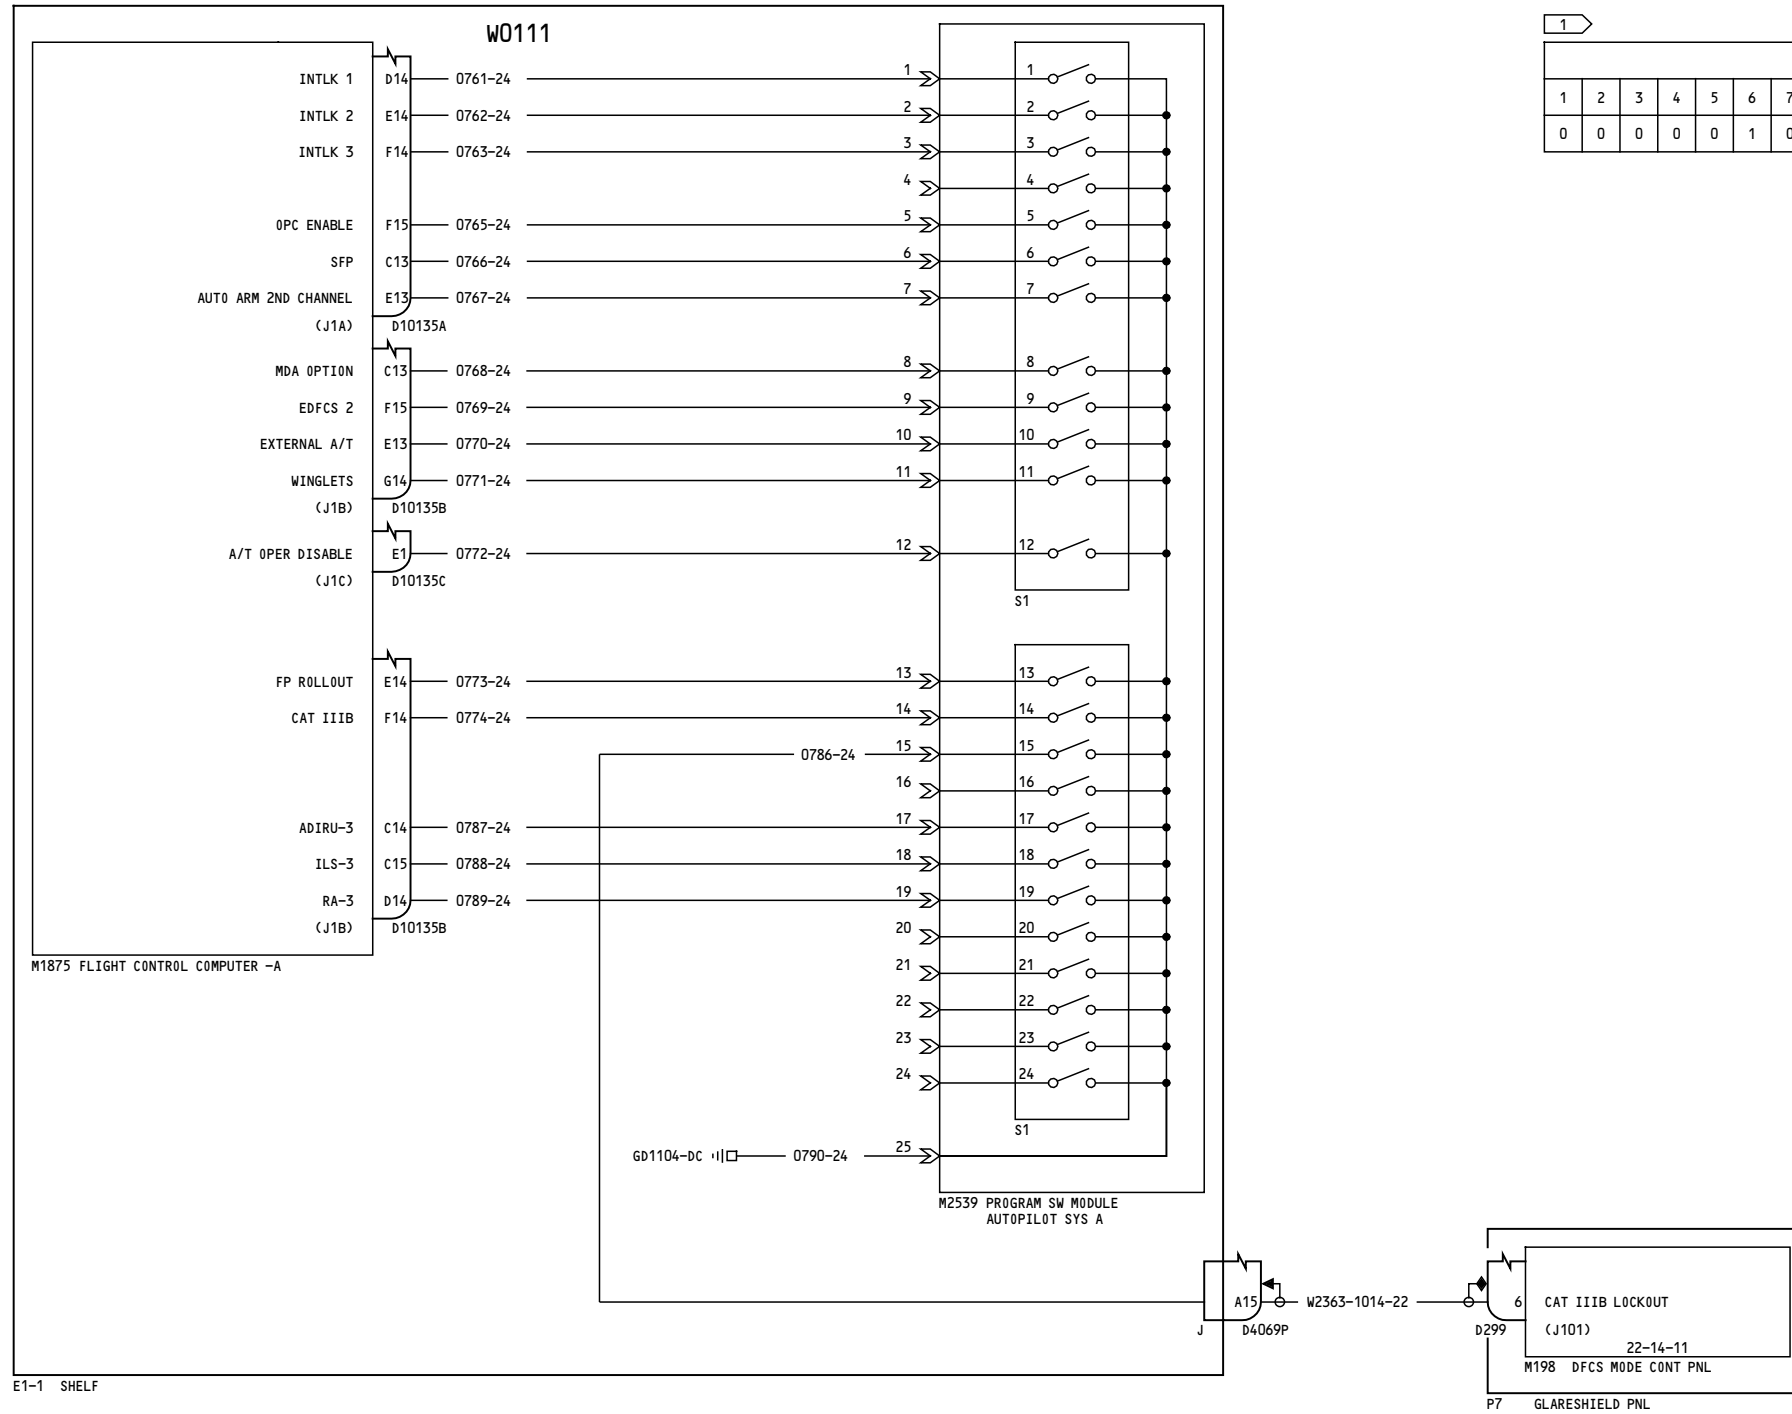 W0111
1
1 2 3 4 5 6 7
0 0 0 0 0 1 0
INTLK 1 D14 0761-24 1 1
INTLK 2 E14 0762-24 2 2
INTLK 3 F14 0763-24 3 3
4 4
OPC ENABLE F15 0765-24 5 5
SFP C13 0766-24 6 6
AUTO ARM 2ND CHANNEL E13 0767-24 7 7
(J1A) D10135A
MDA OPTION C13 0768-24 8 8
EDFCS 2 F15 0769-24 9 9
EXTERNAL A/T E13 0770-24 10 10
WINGLETS G14 0771-24 11 11
(J1B) D10135B
A/T OPER DISABLE E1 0772-24 12 12
(J1C) D10135C
S1
FP ROLLOUT E14 0773-24 13 13
CAT IIIB F14 0774-24 14 14
0786-24 15 15
16 16
ADIRU-3 C14 0787-24 17 17
ILS-3 C15 0788-24 18 18
RA-3 D14 0789-24 19 19
(J1B) D10135B
20 20
M1875 FLIGHT CONTROL COMPUTER -A
21 21
22 22
23 23
24 24
S1
GD1104-DC 0790-24 25
M2539 PROGRAM SW MODULE
AUTOPILOT SYS A
A15 W2363-1014-22 6 CAT IIIB LOCKOUT
J D4069P D299 (J101)
22-14-11
M198 DFCS MODE CONT PNL
E1-1 SHELF
P7 GLARESHIELD PNL